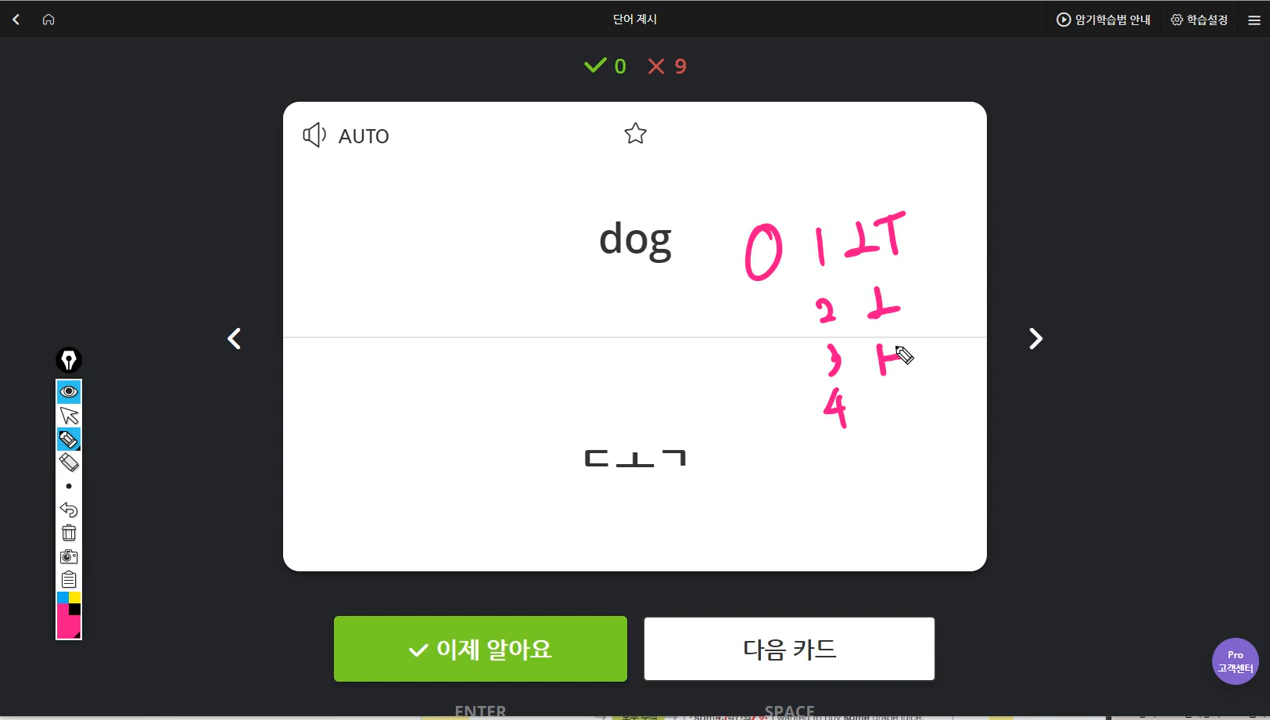 단어 제시
암기학습법 안내
학습설정
0 9
AUTO
dog
0 1 ㅗㅜ
2 ㅗ
3 ㅏ
4
ㄷㅗㄱ
이제 알아요
다음 카드
Pro
고객센터
ENTER
SPACE